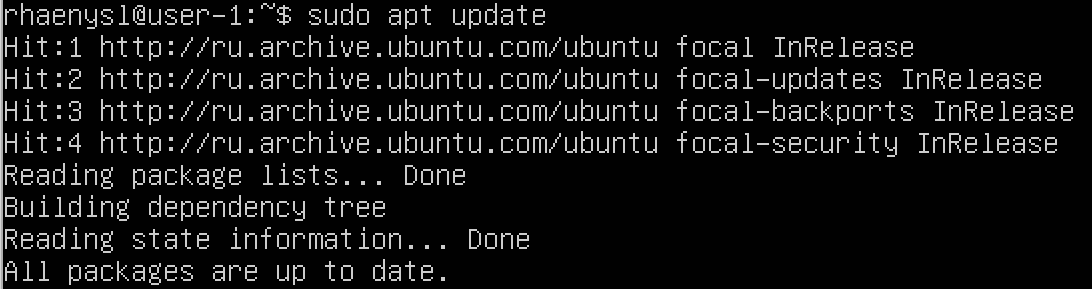 rhaenysl@user-1:~$ sudo apt update
Hit:1 http://ru.archive.ubuntu.com/ubuntu focal InRelease
Hit:2 http://ru.archive.ubuntu.com/ubuntu focal-updates InRelease
Hit:3 http://ru.archive.ubuntu.com/ubuntu focal-backports InRelease
Hit:4 http://ru.archive.ubuntu.com/ubuntu focal-security InRelease
Reading package lists... Done
Building dependency tree
Reading state information... Done
All packages are up to date.